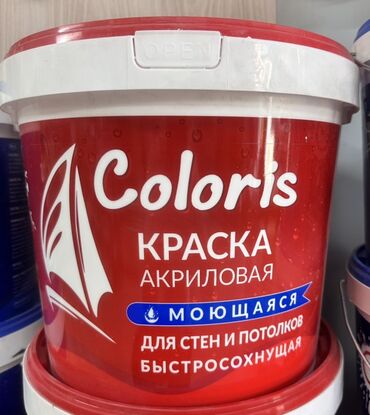 OPEN
Coloris
КРАСКА
АКРИЛОВАЯ
МОЮЩАЯСЯ
ДЛЯ СТЕН И ПОТОЛКОВ
БЫСТРОСОХНУЩАЯ